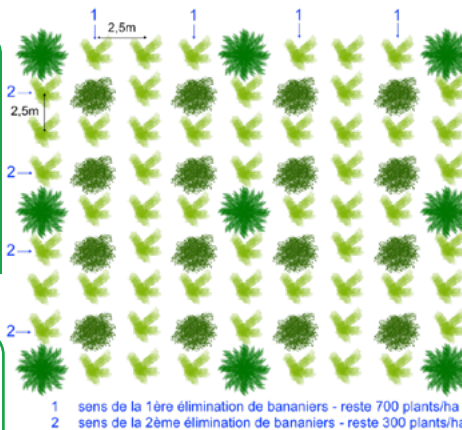 1 1 1 1
2,5m
2
2,5m
2
2
2
1 sens de la 1ère élimination de bananiers - reste 700 plants/ha
2 sens de la 2ème élimination de bananiers - reste 300 plants/ha